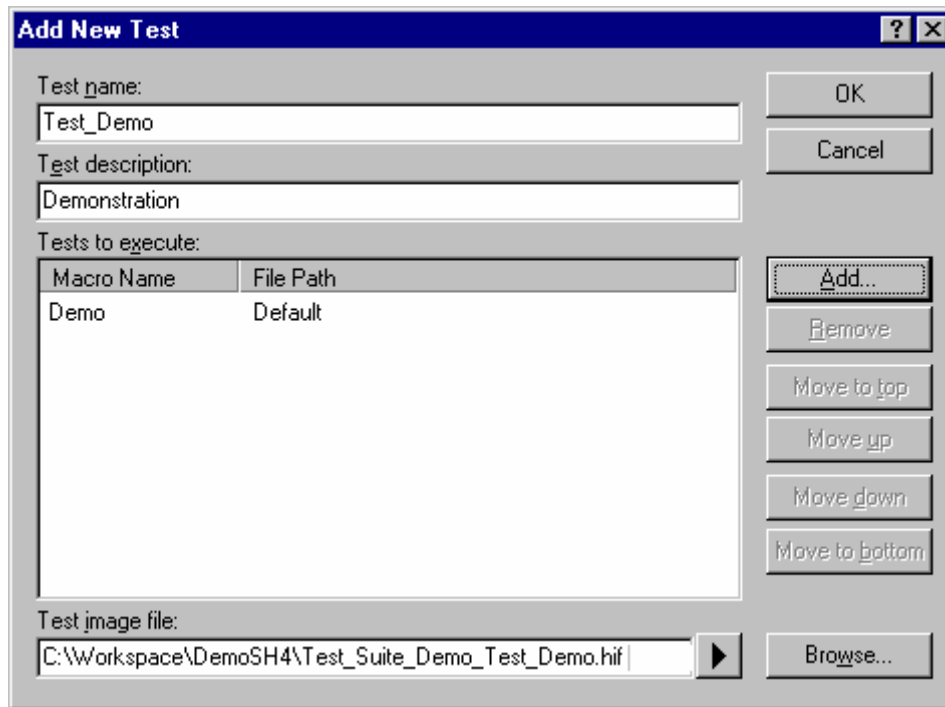 Add New Test
Test name:
OK
Test_Demo
Cancel
Test description:
Demonstration
Tests to execute:
Macro Name File Path
Add...
Demo Default
Remove
Move to top
Move up
Move down
Move to bottom
Test image file:
C:\Workspace\DemoSH4\Test_Suite_Demo_Test_Demo.hif
Browse...